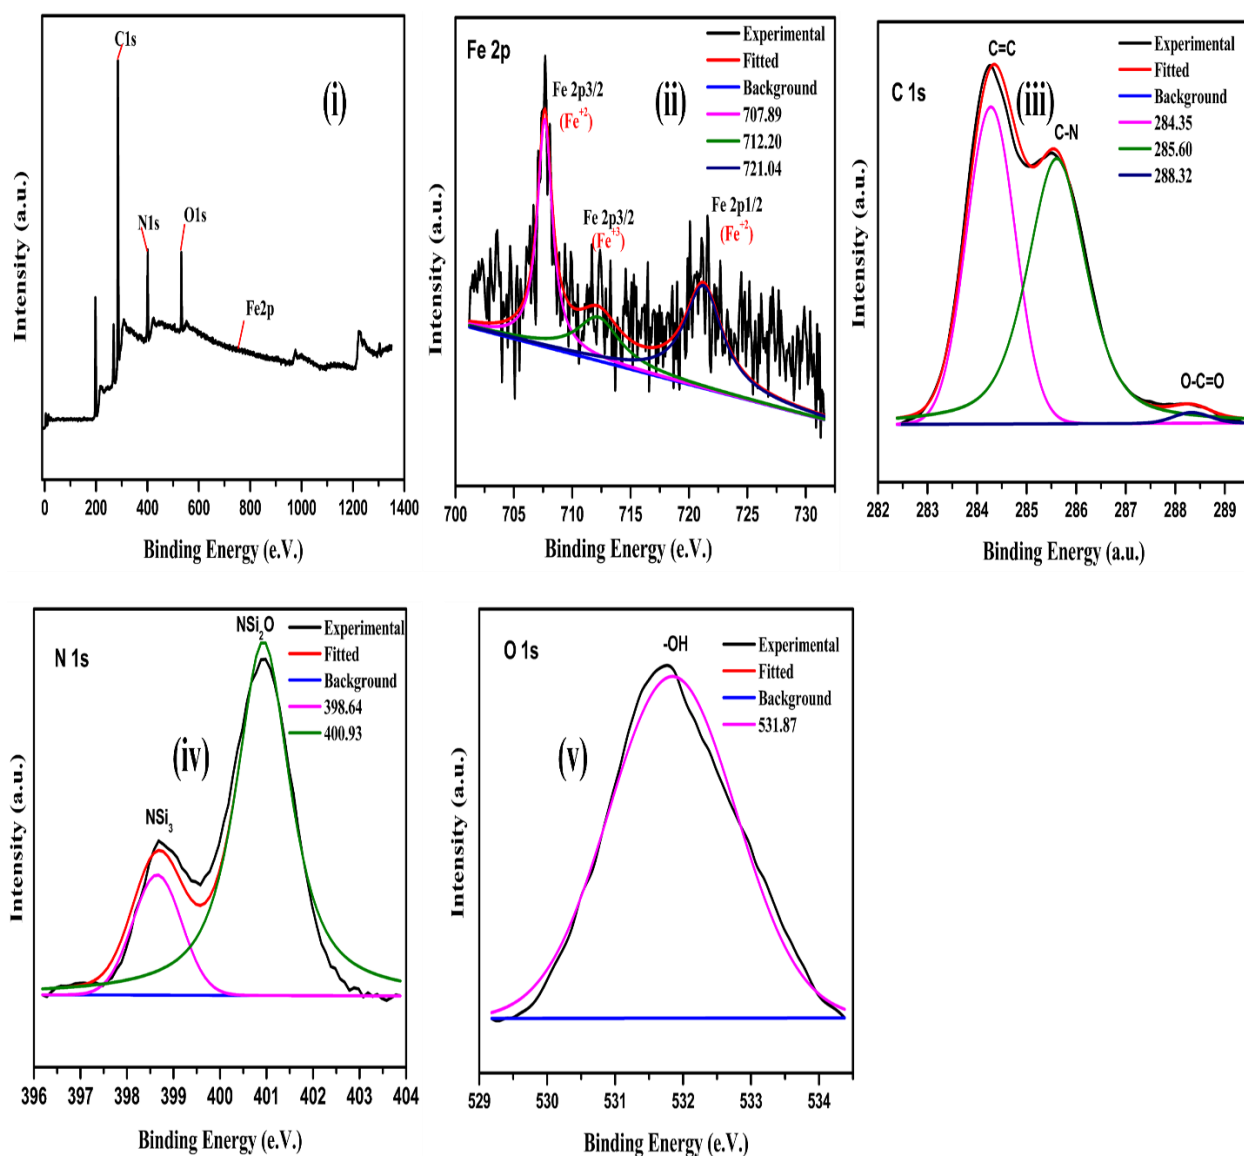 C1s
(i)
N1s
O1s
Fe2p
Intensity (a.u.)
0 200 400 600 800 1000 1200 1400
Binding Energy (e.V.)
Fe 2p
Experimental
Fitted
Background
707.89
712.20
721.04
(ii)
Fe 2p3/2
(Fe+2)
Fe 2p3/2
(Fe+3)
Fe 2p1/2
(Fe+2)
Intensity (a.u.)
700 705 710 715 720 725 730
Binding Energy (e.V.)
C 1s
C=C
(iii)
C-N
O-C=O
Experimental
Fitted
Background
284.35
285.60
288.32
Intensity (a.u.)
282 283 284 285 286 287 288 289
Binding Energy (a.u.)
N 1s
NSi2O
Experimental
Fitted
Background
398.64
400.93
(iv)
NSi3
Intensity (a.u.)
396 397 398 399 400 401 402 403 404
Binding Energy (e.V.)
O 1s
-OH
Experimental
Fitted
Background
531.87
(v)
Intensity (a.u.)
529 530 531 532 533 534
Binding Energy (e.V.)